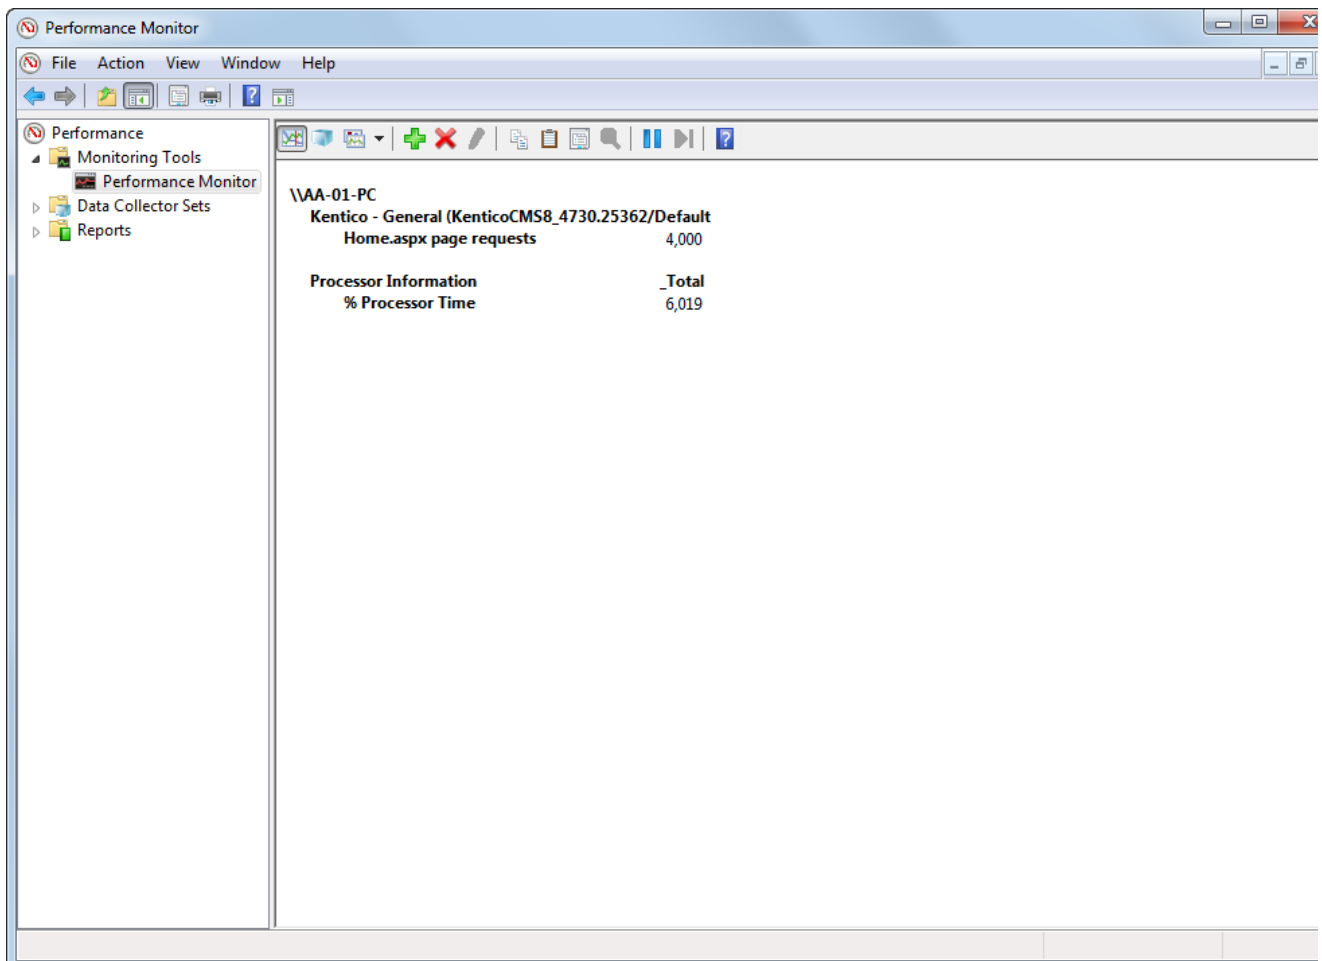 Performance Monitor
File Action View Window Help
Performance
Monitoring Tools
Performance Monitor
Data Collector Sets
Reports
\\AA-01-PC
Kentico - General (KenticoCMS8_4730.25362/Default
Home.aspx page requests 4,000
Processor Information _Total
% Processor Time 6,019